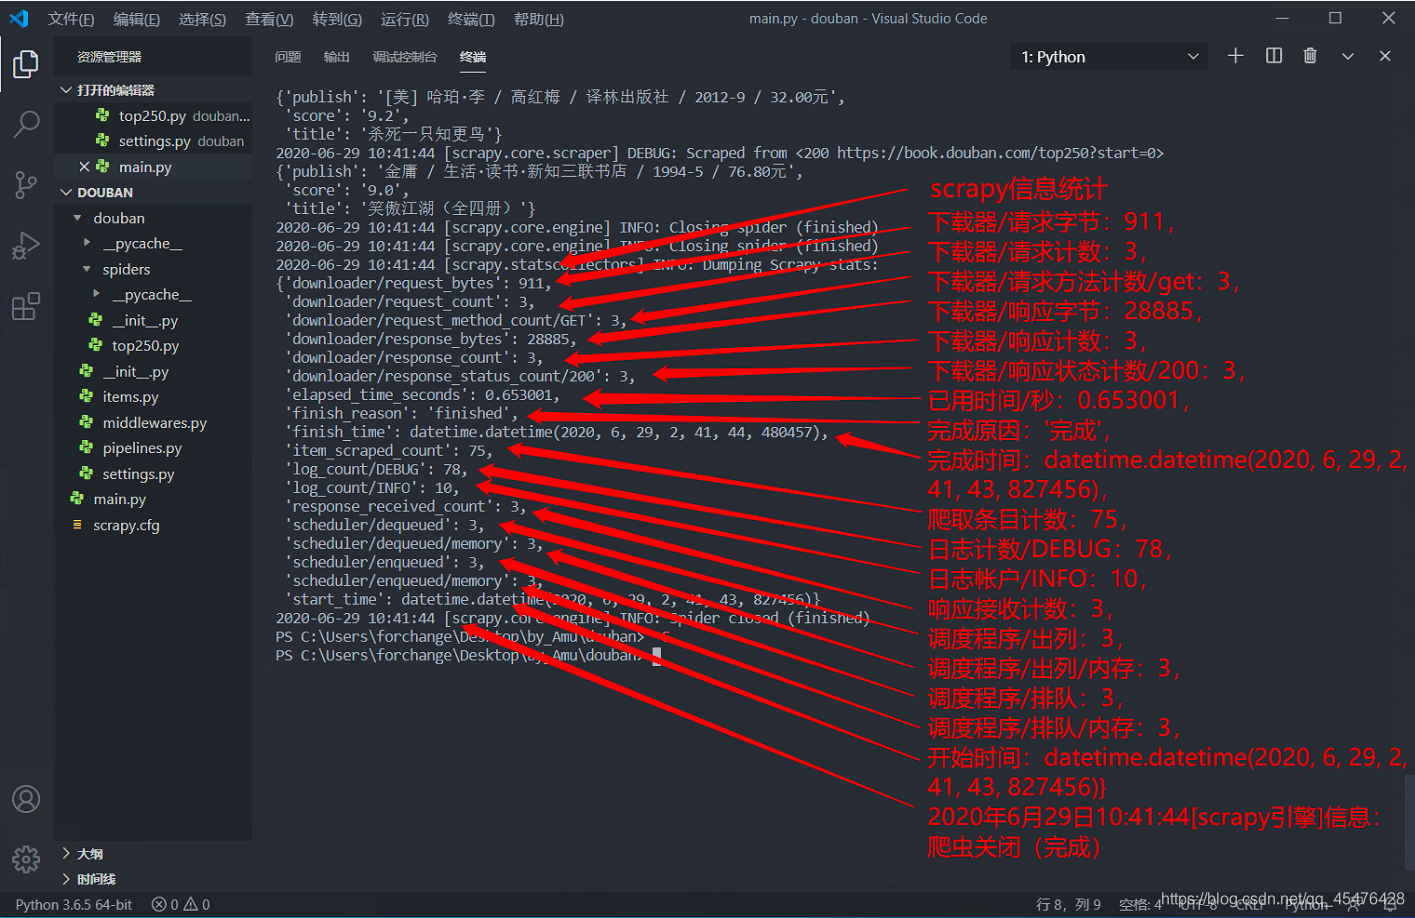 文件(F) 编辑(E) 选择(S) 查看(V) 转到(G) 运行(R) 终端(T) 帮助(H) main.py - douban - Visual Studio Code
资源管理器
打开的编辑器
top250.py douban...
settings.py douban
main.py
DOUBAN
douban
__pycache__
spiders
__pycache__
__init__.py
top250.py
__init__.py
items.py
middlewares.py
pipelines.py
settings.py
main.py
scrapy.cfg
大纲
时间线
问题 输出 调试控制台 终端 1: Python
{'publish': '[美] 哈珀·李 / 高红梅 / 译林出版社 / 2012-9 / 32.00元',
'score': '9.2',
'title': '杀死一只知更鸟'}
2020-06-29 10:41:44 [scrapy.core.scraper] DEBUG: Scraped from <200 https://book.douban.com/top250?start=0>
{'publish': '金庸 / 生活·读书·新知三联书店 / 1994-5 / 76.80元',
'score': '9.0',
'title': '笑傲江湖（全四册）'}
2020-06-29 10:41:44 [scrapy.core.engine] INFO: Closing spider (finished)
2020-06-29 10:41:44 [scrapy.core.engine] INFO: Closing spider (finished)
2020-06-29 10:41:44 [scrapy.statscollectors] INFO: Dumping Scrapy stats:
{'downloader/request_bytes': 911,
'downloader/request_count': 3,
'downloader/request_method_count/GET': 3,
'downloader/response_bytes': 28885,
'downloader/response_count': 3,
'downloader/response_status_count/200': 3,
'elapsed_time_seconds': 0.653001,
'finish_reason': 'finished',
'finish_time': datetime.datetime(2020, 6, 29, 2, 41, 44, 480457),
'item_scraped_count': 75,
'log_count/DEBUG': 78,
'log_count/INFO': 10,
'response_received_count': 3,
'scheduler/dequeued': 3,
'scheduler/dequeued/memory': 3,
'scheduler/enqueued': 3,
'scheduler/enqueued/memory': 3,
'start_time': datetime.datetime(2020, 6, 29, 2, 41, 43, 827456)}
2020-06-29 10:41:44 [scrapy.core.engine] INFO: Spider closed (finished)
PS C:\Users\forchange\Desktop\by_Amu\douban>
PS C:\Users\forchange\Desktop\by_Amu\douban>
scrapy信息统计
下载器/请求字节：911，
下载器/请求计数：3，
下载器/请求方法计数/get：3，
下载器/响应字节：28885，
下载器/响应计数：3，
下载器/响应状态计数/200：3，
已用时间/秒：0.653001，
完成原因：'完成'，
完成时间：datetime.datetime(2020, 6, 29, 2,
41, 43, 827456)，
爬取条目计数：75，
日志计数/DEBUG：78，
日志帐户/INFO：10，
响应接收计数：3，
调度程序/出列：3，
调度程序/出列/内存：3，
调度程序/排队：3，
调度程序/排队/内存：3，
开始时间：datetime.datetime(2020, 6, 29, 2,
41, 43, 827456)}
2020年6月29日10:41:44[scrapy引擎]信息：
爬虫关闭（完成）
Python 3.6.5 64-bit 0 0 行 8，列 9 空格: 4 UTF-8 CRLF Python
https://blog.csdn.net/qq_45476428